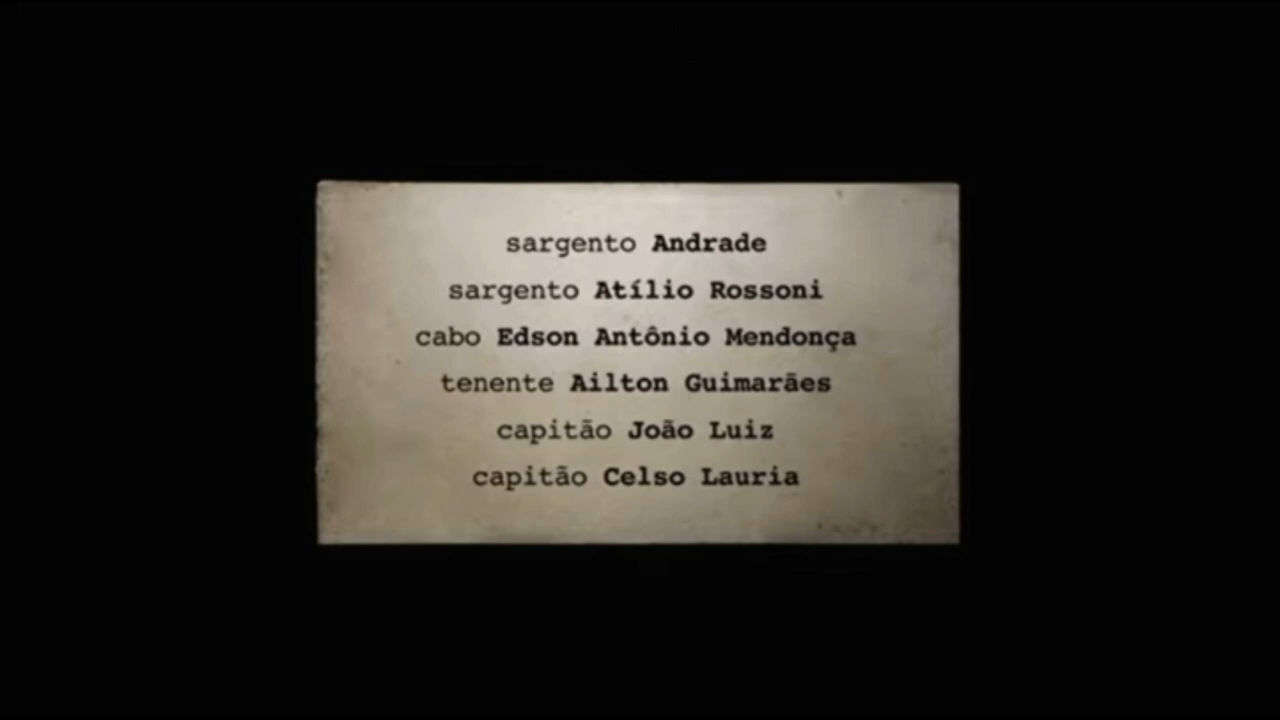 sargento Andrade
sargento Atílio Rossoni
cabo Edson Antônio Mendonça
tenente Ailton Guimarães
capitão João Luiz
capitão Celso Lauria